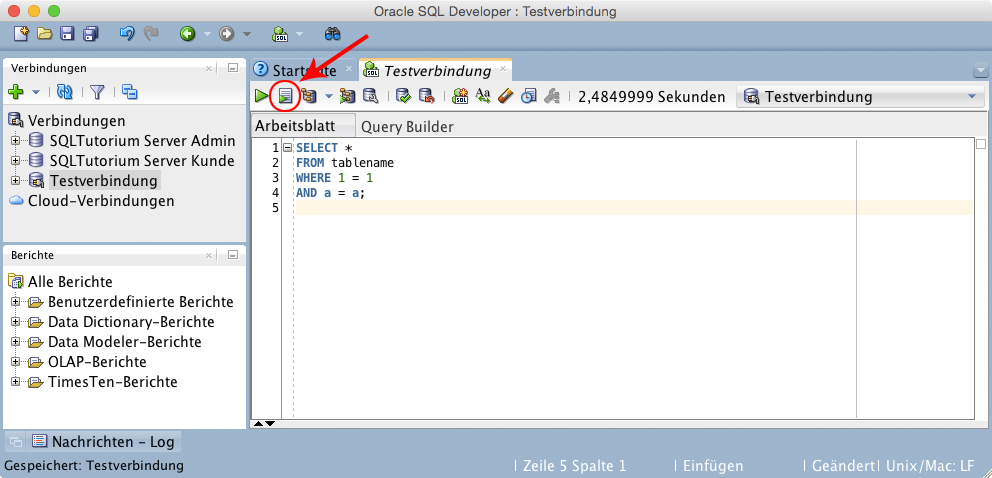 Oracle SQL Developer : Testverbindung
Verbindungen
Verbindungen
SQLTutorium Server Admin
SQLTutorium Server Kunde
Testverbindung
Cloud-Verbindungen
Berichte
Alle Berichte
Benutzerdefinierte Berichte
Data Dictionary-Berichte
Data Modeler-Berichte
OLAP-Berichte
TimesTen-Berichte
Testverbindung
2,4849999 Sekunden
Testverbindung
Arbeitsblatt Query Builder
1 SELECT *
2 FROM tablename
3 WHERE 1 = 1
4 AND a = a;
5
Nachrichten - Log
Gespeichert: Testverbindung
Zeile 5 Spalte 1
Einfügen
Geändert
Unix/Mac: LF